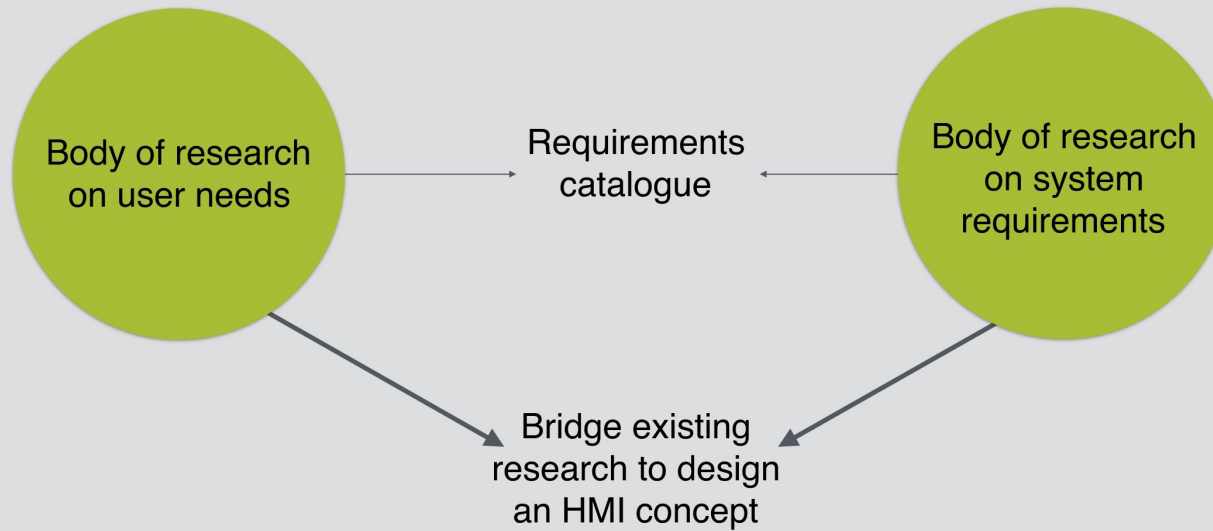 Body of research
on user needs
Requirements
catalogue
Body of research
on system
requirements
Bridge existing
research to design
an HMI concept